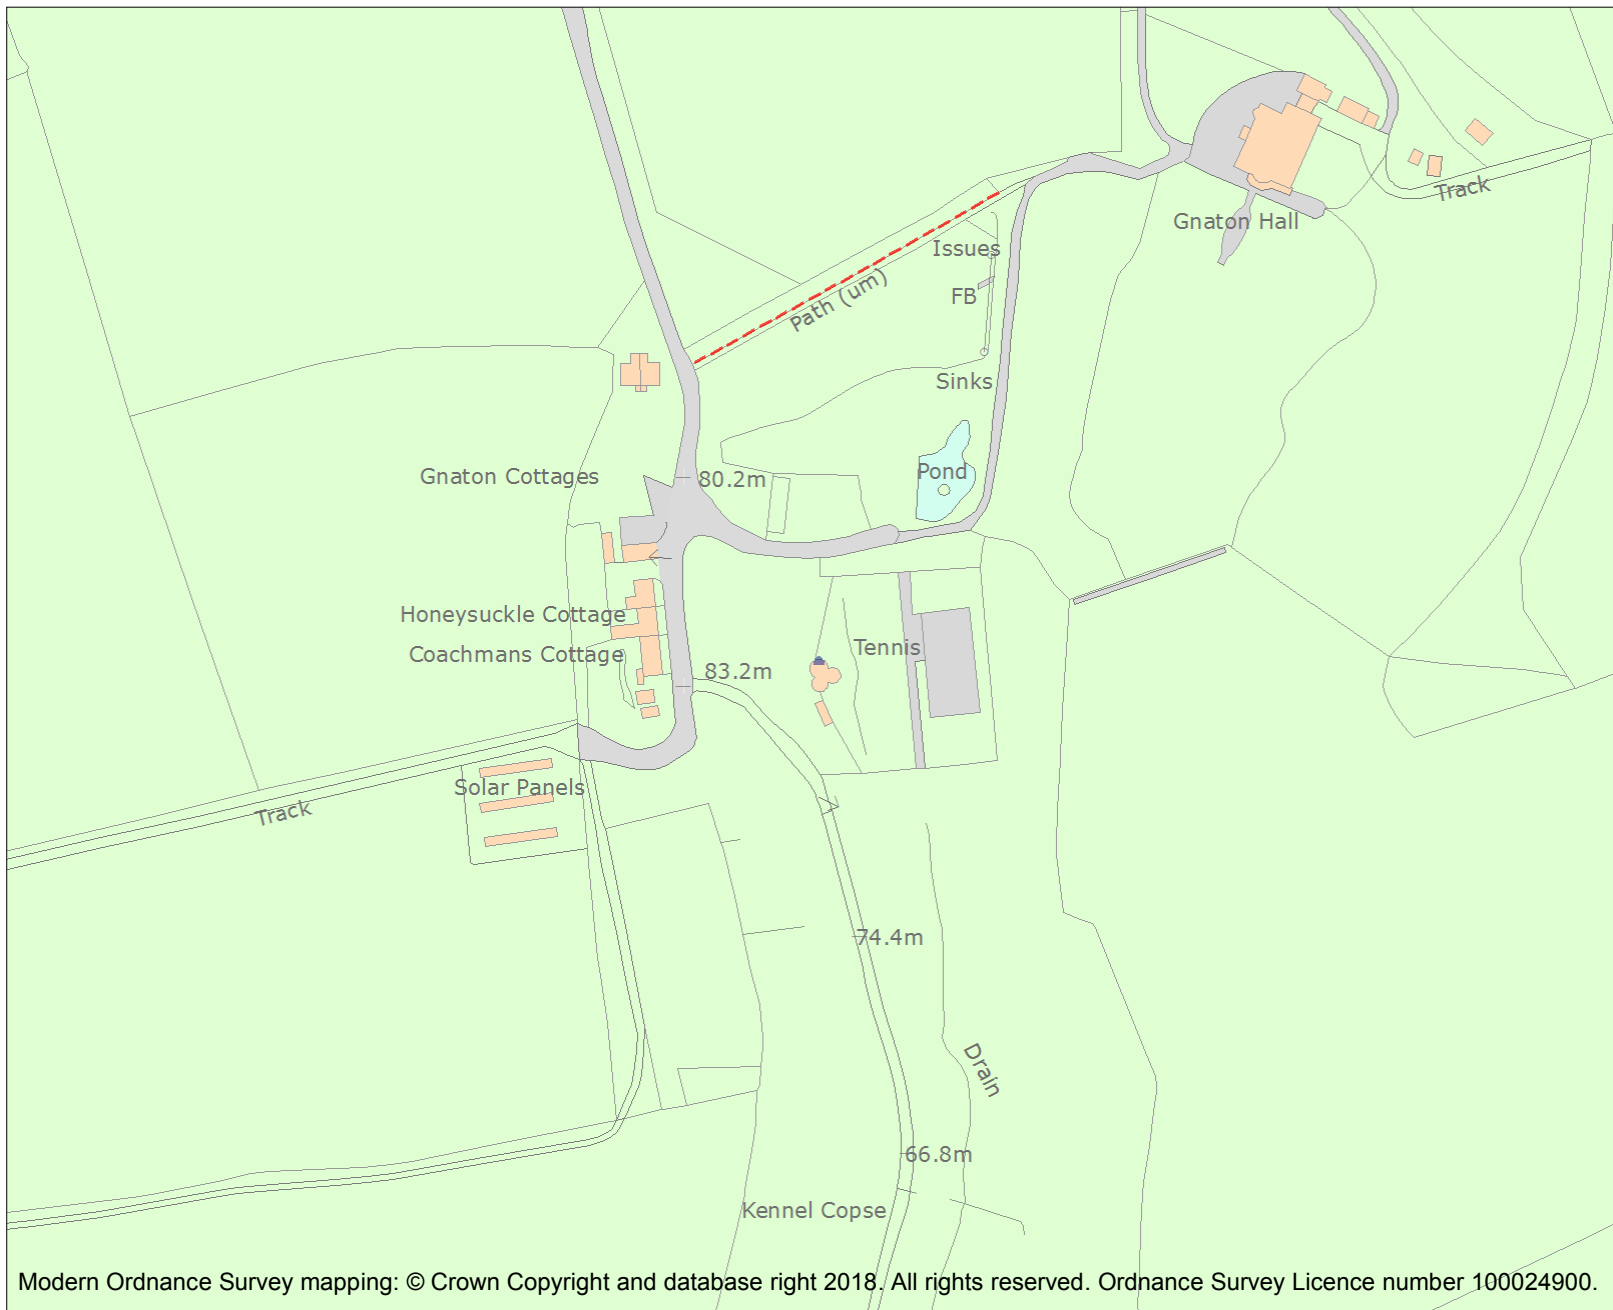 Track
Gnaton Hall
Issues
FB
Path (um)
Sinks
Pond
Gnaton Cottages
80.2m
Honeysuckle Cottage
Tennis
Coachmans Cottage
83.2m
Solar Panels
Track
74.4m
Drain
66.8m
Kennel Copse
Modern Ordnance Survey mapping: © Crown Copyright and database right 2018. All rights reserved. Ordnance Survey Licence number 100024900.